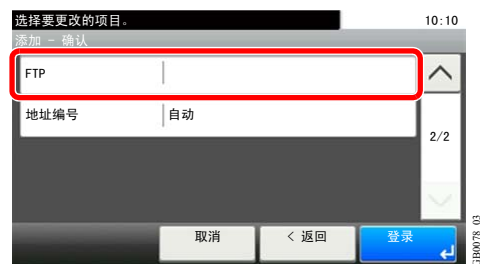 选择要更改的项目。 10:10
添加 - 确认
FTP
地址编号 自动
2/2
取消 < 返回 登录
GB0078_03